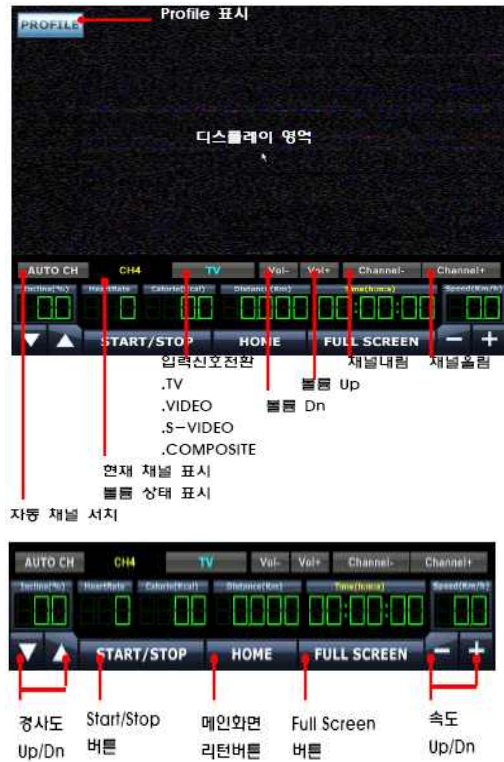 Profile 표시
PROFILE
디스플레이 영역
AUTO CH CH4 TV Vol- Vol+ Channel- Channel+
Incline(%) HeartRate Calorie(Kcal) Distance(Km) Time(h:m:s) Speed(Km/h)
00 0 00 0000 00:00:00 00
START/STOP HOME FULL SCREEN - +
입력신호전환 채널내림 채널올림
.TV 볼륨 Up
.VIDEO 볼륨 Dn
.S-VIDEO
.COMPOSITE
현재 채널 표시
볼륨 상태 표시
자동 채널 서치
AUTO CH CH4 TV Vol- Vol+ Channel- Channel+
Incline(%) HeartRate Calorie(Kcal) Distance(Km) Time(h:m:s) Speed(Km/h)
00 0 00 0000 00:00:00 00
START/STOP HOME FULL SCREEN - +
경사도 Start/Stop 메인화면 Full Screen 속도
Up/Dn 버튼 리턴버튼 버튼 Up/Dn